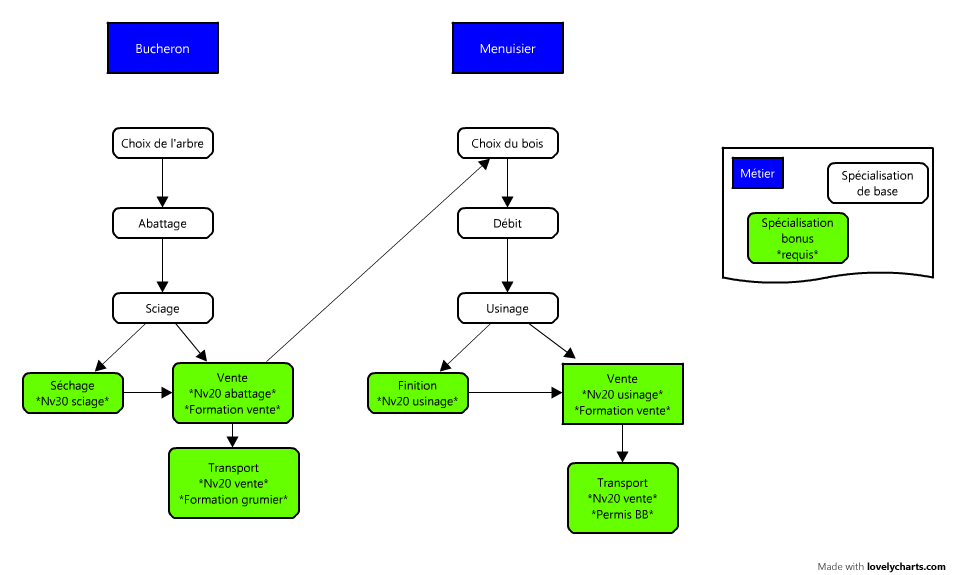 Bucheron
Menuisier
Choix de l'arbre
Choix du bois
Métier
Spécialisation
de base
Abattage
Débit
Spécialisation
bonus
*requis*
Sciage
Usinage
Séchage
*Nv30 sciage*
Vente
*Nv20 abattage*
*Formation vente*
Finition
*Nv20 usinage*
Vente
*Nv20 usinage*
*Formation vente*
Transport
*Nv20 vente*
*Formation grumier*
Transport
*Nv20 vente*
*Permis BB*
Made with lovelycharts.com